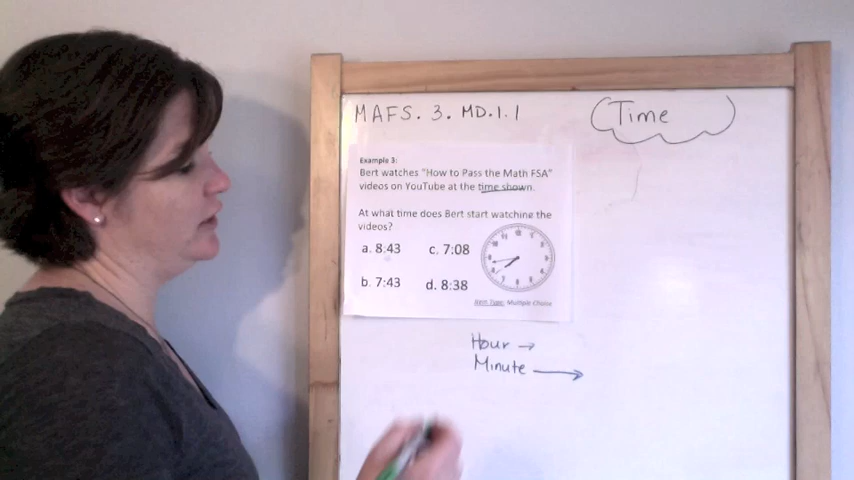 MAFS. 3. MD.1.1
Time
Example 3:
Bert watches "How to Pass the Math FSA"
videos on YouTube at the time shown.
At what time does Bert start watching the
videos?
a. 8:43 c. 7:08
b. 7:43 d. 8:38
Item Type: Multiple Choice
Hour →
Minute →